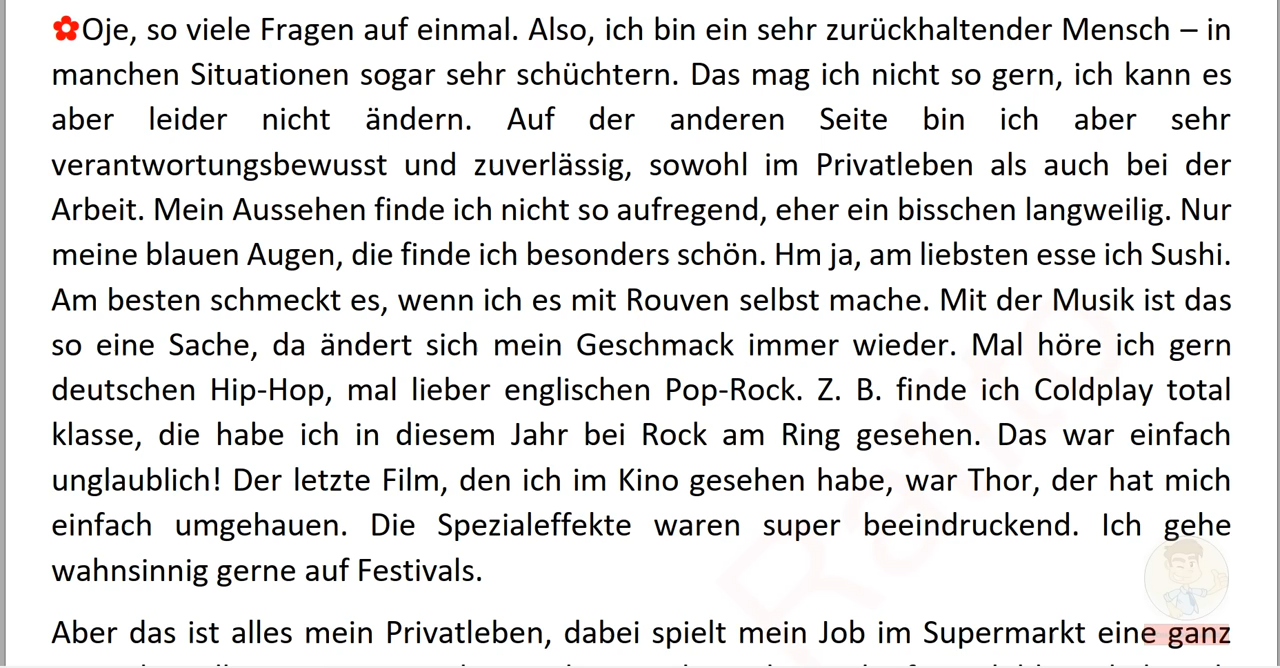 Oje, so viele Fragen auf einmal. Also, ich bin ein sehr zurückhaltender Mensch – in
manchen Situationen sogar sehr schüchtern. Das mag ich nicht so gern, ich kann es
aber leider nicht ändern. Auf der anderen Seite bin ich aber sehr
verantwortungsbewusst und zuverlässig, sowohl im Privatleben als auch bei der
Arbeit. Mein Aussehen finde ich nicht so aufregend, eher ein bisschen langweilig. Nur
meine blauen Augen, die finde ich besonders schön. Hm ja, am liebsten esse ich Sushi.
Am besten schmeckt es, wenn ich es mit Rouven selbst mache. Mit der Musik ist das
so eine Sache, da ändert sich mein Geschmack immer wieder. Mal höre ich gern
deutschen Hip-Hop, mal lieber englischen Pop-Rock. Z. B. finde ich Coldplay total
klasse, die habe ich in diesem Jahr bei Rock am Ring gesehen. Das war einfach
unglaublich! Der letzte Film, den ich im Kino gesehen habe, war Thor, der hat mich
einfach umgehauen. Die Spezialeffekte waren super beeindruckend. Ich gehe
wahnsinnig gerne auf Festivals.
Aber das ist alles mein Privatleben, dabei spielt mein Job im Supermarkt eine ganz